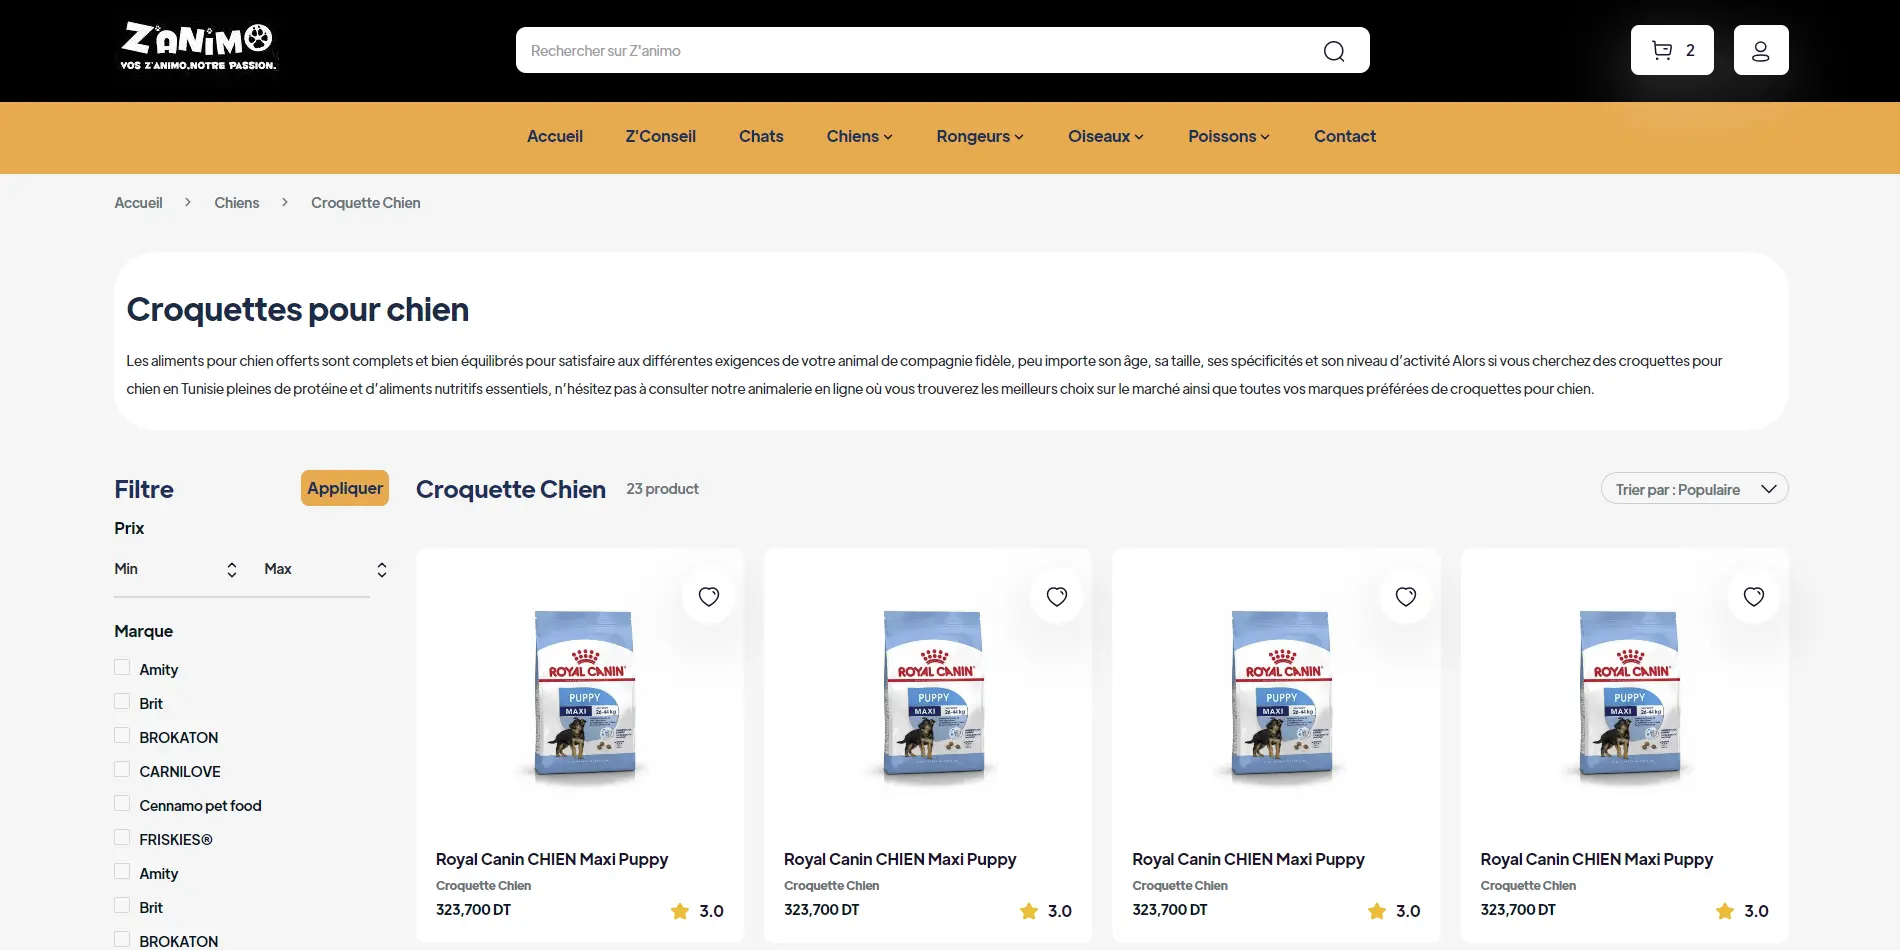 Z'ANIMO
VOS Z'ANIMO.NOTRE PASSION.
Rechercher sur Z'animo
2
Accueil
Z'Conseil
Chats
Chiens
Rongeurs
Oiseaux
Poissons
Contact
Accueil > Chiens > Croquette Chien
Croquettes pour chien
Les aliments pour chien offerts sont complets et bien équilibrés pour satisfaire aux différentes exigences de votre animal de compagnie fidèle, peu importe son âge, sa taille, ses spécificités et son niveau d'activité Alors si vous cherchez des croquettes pour
chien en Tunisie pleines de protéine et d'aliments nutritifs essentiels, n'hésitez pas à consulter notre animalerie en ligne où vous trouverez les meilleurs choix sur le marché ainsi que toutes vos marques préférées de croquettes pour chien.
Filtre
Appliquer
Prix
Min
Max
Marque
Amity
Brit
BROKATON
CARNILOVE
Cennamo pet food
FRISKIES®
Amity
Brit
BROKATON
Croquette Chien
23 product
Trier par : Populaire
ROYAL CANIN
PUPPY
MAXI
Royal Canin CHIEN Maxi Puppy
Croquette Chien
323,700 DT
3.0
ROYAL CANIN
PUPPY
MAXI
Royal Canin CHIEN Maxi Puppy
Croquette Chien
323,700 DT
3.0
ROYAL CANIN
PUPPY
MAXI
Royal Canin CHIEN Maxi Puppy
Croquette Chien
323,700 DT
3.0
ROYAL CANIN
PUPPY
MAXI
Royal Canin CHIEN Maxi Puppy
Croquette Chien
323,700 DT
3.0